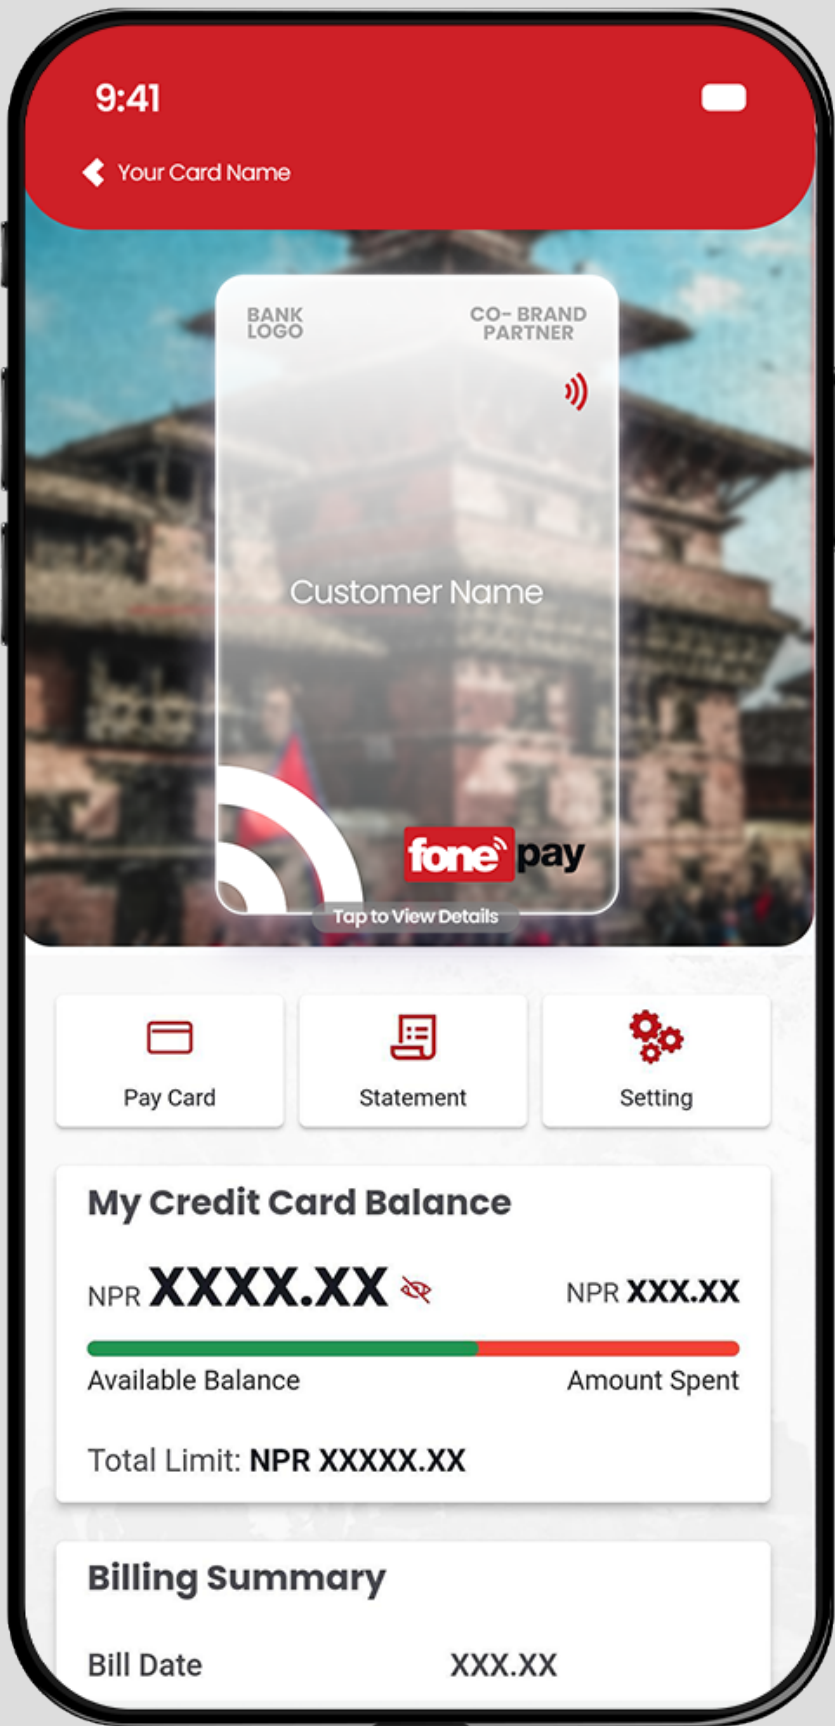 9:41
Your Card Name
BANK
LOGO
CO- BRAND
PARTNER
Customer Name
fone pay
Tap to View Details
Pay Card
Statement
Setting
My Credit Card Balance
NPR XXXX.XX
NPR XXX.XX
Available Balance
Amount Spent
Total Limit: NPR XXXXX.XX
Billing Summary
Bill Date
XXX.XX